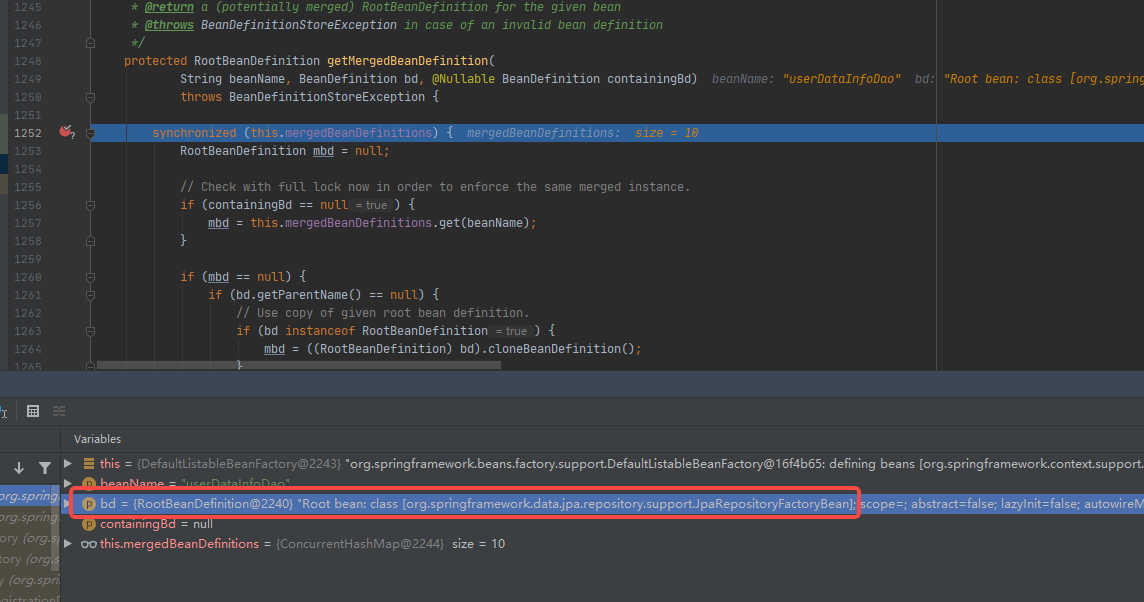 1245 * @return a (potentially merged) RootBeanDefinition for the given bean
1246 * @throws BeanDefinitionStoreException in case of an invalid bean definition
1247 */
1248 protected RootBeanDefinition getMergedBeanDefinition(
1249 String beanName, BeanDefinition bd, @Nullable BeanDefinition containingBd) beanName: "userDataInfoDao" bd: "Root bean: class [org.spring
1250 throws BeanDefinitionStoreException {
1251
1252 synchronized (this.mergedBeanDefinitions) { mergedBeanDefinitions: size = 10
1253 RootBeanDefinition mbd = null;
1254
1255 // Check with full lock now in order to enforce the same merged instance.
1256 if (containingBd == null = true ) {
1257 mbd = this.mergedBeanDefinitions.get(beanName);
1258 }
1259
1260 if (mbd == null) {
1261 if (bd.getParentName() == null) {
1262 // Use copy of given root bean definition.
1263 if (bd instanceof RootBeanDefinition = true ) {
1264 mbd = ((RootBeanDefinition) bd).cloneBeanDefinition();
1265 }
Variables
this = {DefaultListableBeanFactory@2243} "org.springframework.beans.factory.support.DefaultListableBeanFactory@16f4b65: defining beans [org.springframework.context.support.
beanName = "userDataInfoDao"
org.spring
bd = {RootBeanDefinition@2240} "Root bean: class [org.springframework.data.jpa.repository.support.JpaRepositoryFactoryBean]; scope=; abstract=false; lazyInit=false; autowireM
containingBd = null
ory (org.s
this.mergedBeanDefinitions = {ConcurrentHashMap@2244} size = 10
tory (org.s
y (org.spri